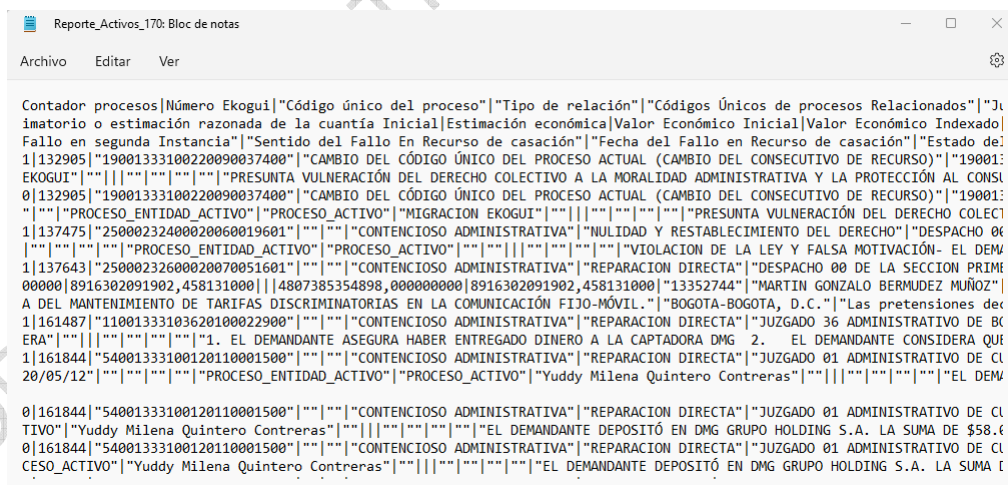 Reporte_Activos_170: Bloc de notas
Archivo Editar Ver
Contador procesos|Número Ekogui|"Código único del proceso"|"Tipo de relación"|"Códigos Únicos de procesos Relacionados"|"Ju
imatorio o estimación razonada de la cuantía Inicial|Estimación económica|Valor Económico Inicial|Valor Económico Indexado|
Fallo en segunda Instancia"|"Sentido del Fallo En Recurso de casación"|"Fecha del Fallo en Recurso de casación"|"Estado del
1|132905|"19001333100220090037400"|"CAMBIO DEL CÓDIGO ÚNICO DEL PROCESO ACTUAL (CAMBIO DEL CONSECUTIVO DE RECURSO)"|"190013
EKOGUI"|""|||""|""|""|""|"PRESUNTA VULNERACIÓN DEL DERECHO COLECTIVO A LA MORALIDAD ADMINISTRATIVA Y LA PROTECCIÓN AL CONSU
0|132905|"19001333100220090037400"|"CAMBIO DEL CÓDIGO ÚNICO DEL PROCESO ACTUAL (CAMBIO DEL CONSECUTIVO DE RECURSO)"|"190013
"|""|"PROCESO_ENTIDAD_ACTIVO"|"PROCESO_ACTIVO"|"MIGRACION EKOGUI"|""|||""|""|""|""|"PRESUNTA VULNERACIÓN DEL DERECHO COLECT
1|137475|"25000232400020060019601"|""|""|"CONTENCIOSO ADMINISTRATIVA"|"NULIDAD Y RESTABLECIMIENTO DEL DERECHO"|"DESPACHO 00
|""|""|""|""|"PROCESO_ENTIDAD_ACTIVO"|"PROCESO_ACTIVO"|""|""|||""|""|""|""|"VIOLACION DE LA LEY Y FALSA MOTIVACIÓN- EL DEMA
1|137643|"25000232600020070051601"|""|""|"CONTENCIOSO ADMINISTRATIVA"|"REPARACION DIRECTA"|"DESPACHO 00 DE LA SECCION PRIME
00000|8916302091902,458131000|||4807385354898,000000000|8916302091902,458131000|"13352744"|"MARTIN GONZALO BERMUDEZ MUÑOZ"|
A DEL MANTENIMIENTO DE TARIFAS DISCRIMINATORIAS EN LA COMUNICACIÓN FIJO-MÓVIL."|"BOGOTA-BOGOTA, D.C."|"Las pretensiones dec
1|161487|"11001333103620100022900"|""|""|"CONTENCIOSO ADMINISTRATIVA"|"REPARACION DIRECTA"|"JUZGADO 36 ADMINISTRATIVO DE BO
ERA"|""|||""|""|""|""|"1. EL DEMANDANTE ASEGURA HABER ENTREGADO DINERO A LA CAPTADORA DMG 2. EL DEMANDANTE CONSIDERA QUE
1|161844|"54001333100120110001500"|""|""|"CONTENCIOSO ADMINISTRATIVA"|"REPARACION DIRECTA"|"JUZGADO 01 ADMINISTRATIVO DE CU
20/05/12"|""|""|""|""|"PROCESO_ENTIDAD_ACTIVO"|"PROCESO_ACTIVO"|"Yuddy Milena Quintero Contreras"|""|||""|""|""|""|"EL DEMA
0|161844|"54001333100120110001500"|""|""|"CONTENCIOSO ADMINISTRATIVA"|"REPARACION DIRECTA"|"JUZGADO 01 ADMINISTRATIVO DE CU
TIVO"|"Yuddy Milena Quintero Contreras"|""|||""|""|""|""|"EL DEMANDANTE DEPOSITÓ EN DMG GRUPO HOLDING S.A. LA SUMA DE $58.0
0|161844|"54001333100120110001500"|""|""|"CONTENCIOSO ADMINISTRATIVA"|"REPARACION DIRECTA"|"JUZGADO 01 ADMINISTRATIVO DE CU
CESO_ACTIVO"|"Yuddy Milena Quintero Contreras"|""|||""|""|""|""|"EL DEMANDANTE DEPOSITÓ EN DMG GRUPO HOLDING S.A. LA SUMA D